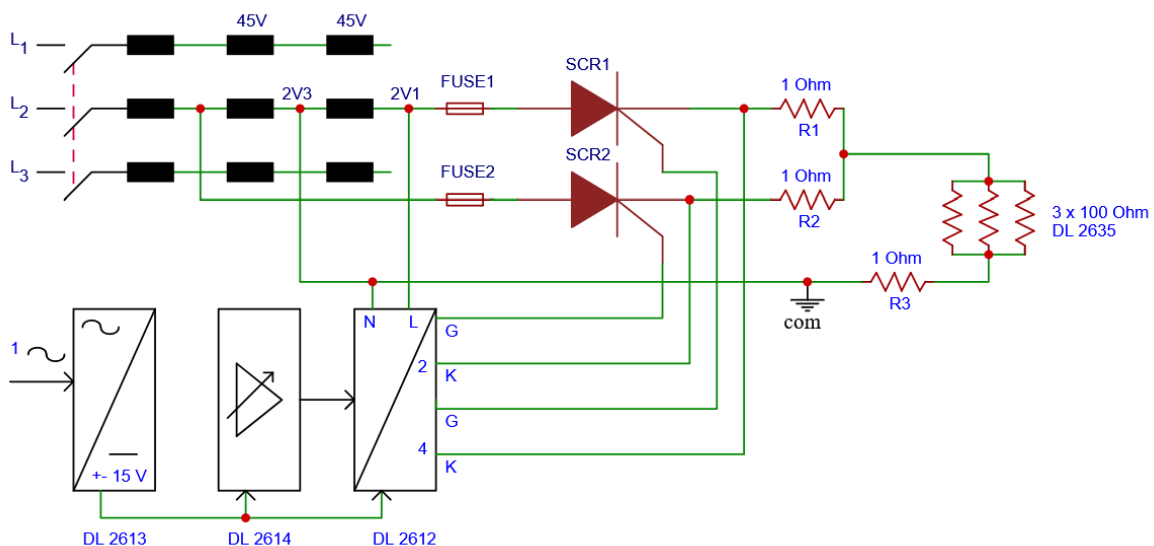 45V 45V
L1
SCR1
FUSE1
1 Ohm
2V3 2V1
L2
R1
SCR2
L3
FUSE2
1 Ohm
3 x 100 Ohm
DL 2635
R2
1 Ohm
R3
com
N L
G
1
2
K
G
4
K
+- 15 V
DL 2613 DL 2614 DL 2612